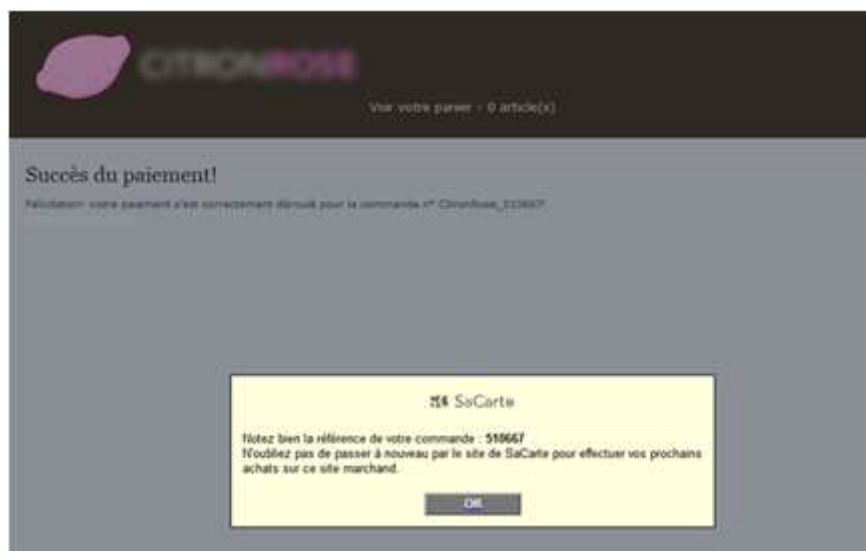 CITRONROSE
Voir votre panier - 0 article(s)
Succès du paiement!
Félicitation votre paiement s'est correctement déroulé pour la commande n° CitronRose_510667
SaCarte
Notez bien la référence de votre commande : 510667
N'oubliez pas de passer à nouveau par le site de SaCarte pour effectuer vos prochains
achats sur ce site marchand.
OK